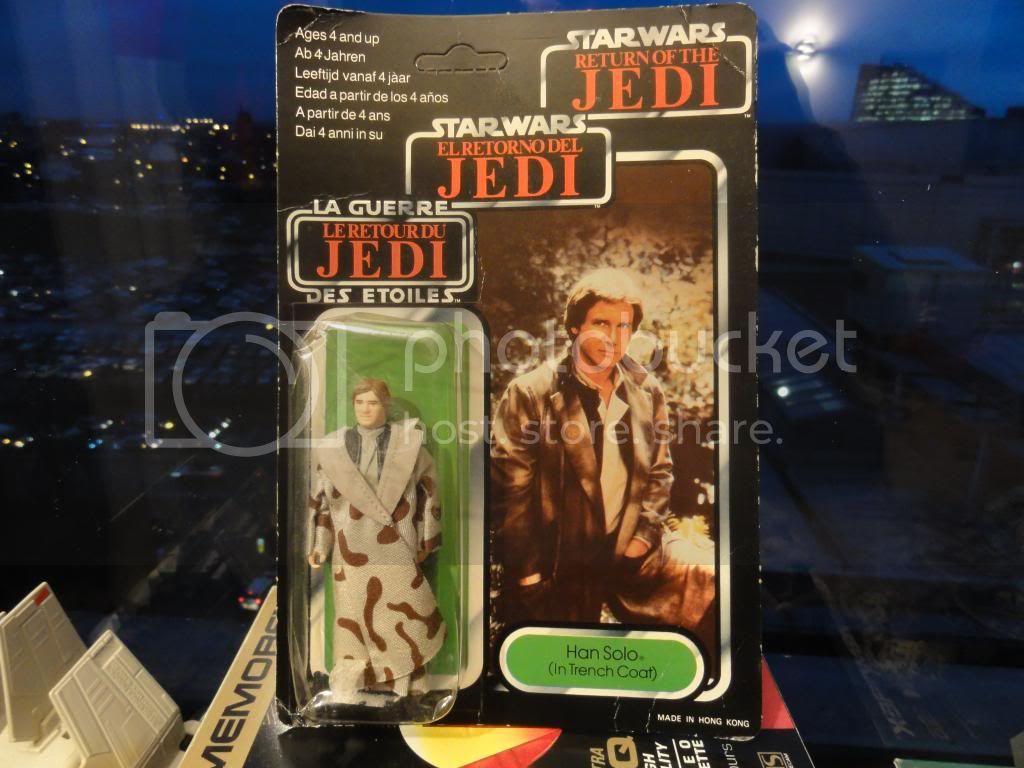 Ages 4 and up
Ab 4 Jahren
Leeftijd vanaf 4 jàar
Edad a partir de los 4 años
A partir de 4 ans
Dai 4 anni in su
STAR WARS
RETURN OF THE
JEDI
STAR WARS
EL RETORNO DEL
JEDI
LA GUERRE
LE RETOUR DU
JEDI
DES ETOILES™
photobucket
host. store. share.
Han Solo®
(In Trench Coat)
MADE IN HONG KONG